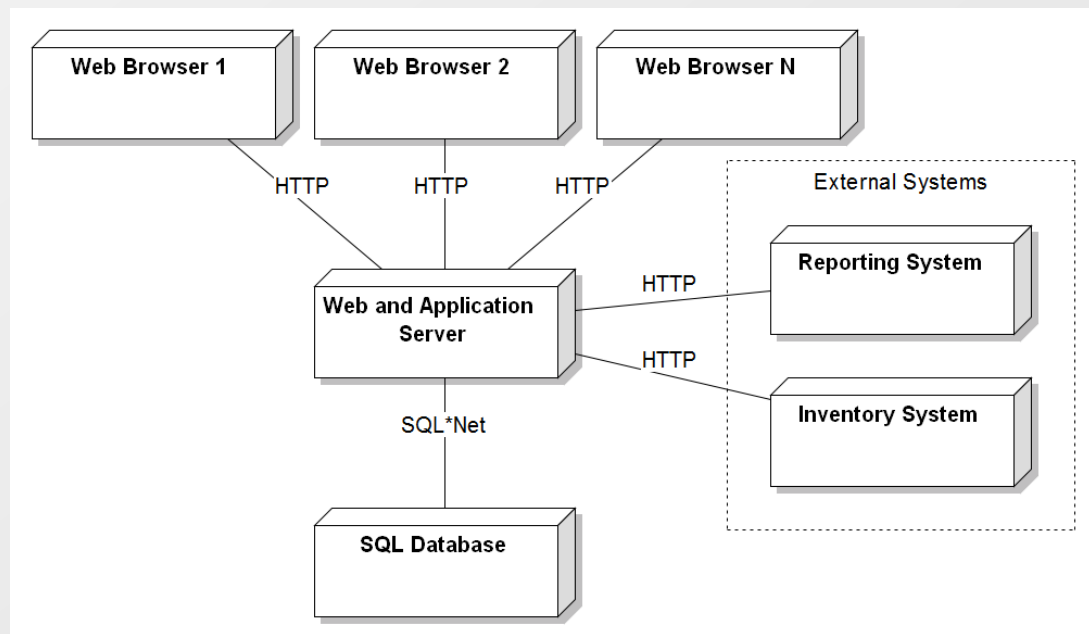 Web Browser 1
Web Browser 2
Web Browser N
HTTP
HTTP
HTTP
External Systems
Reporting System
HTTP
Web and Application
Server
HTTP
Inventory System
SQL*Net
SQL Database